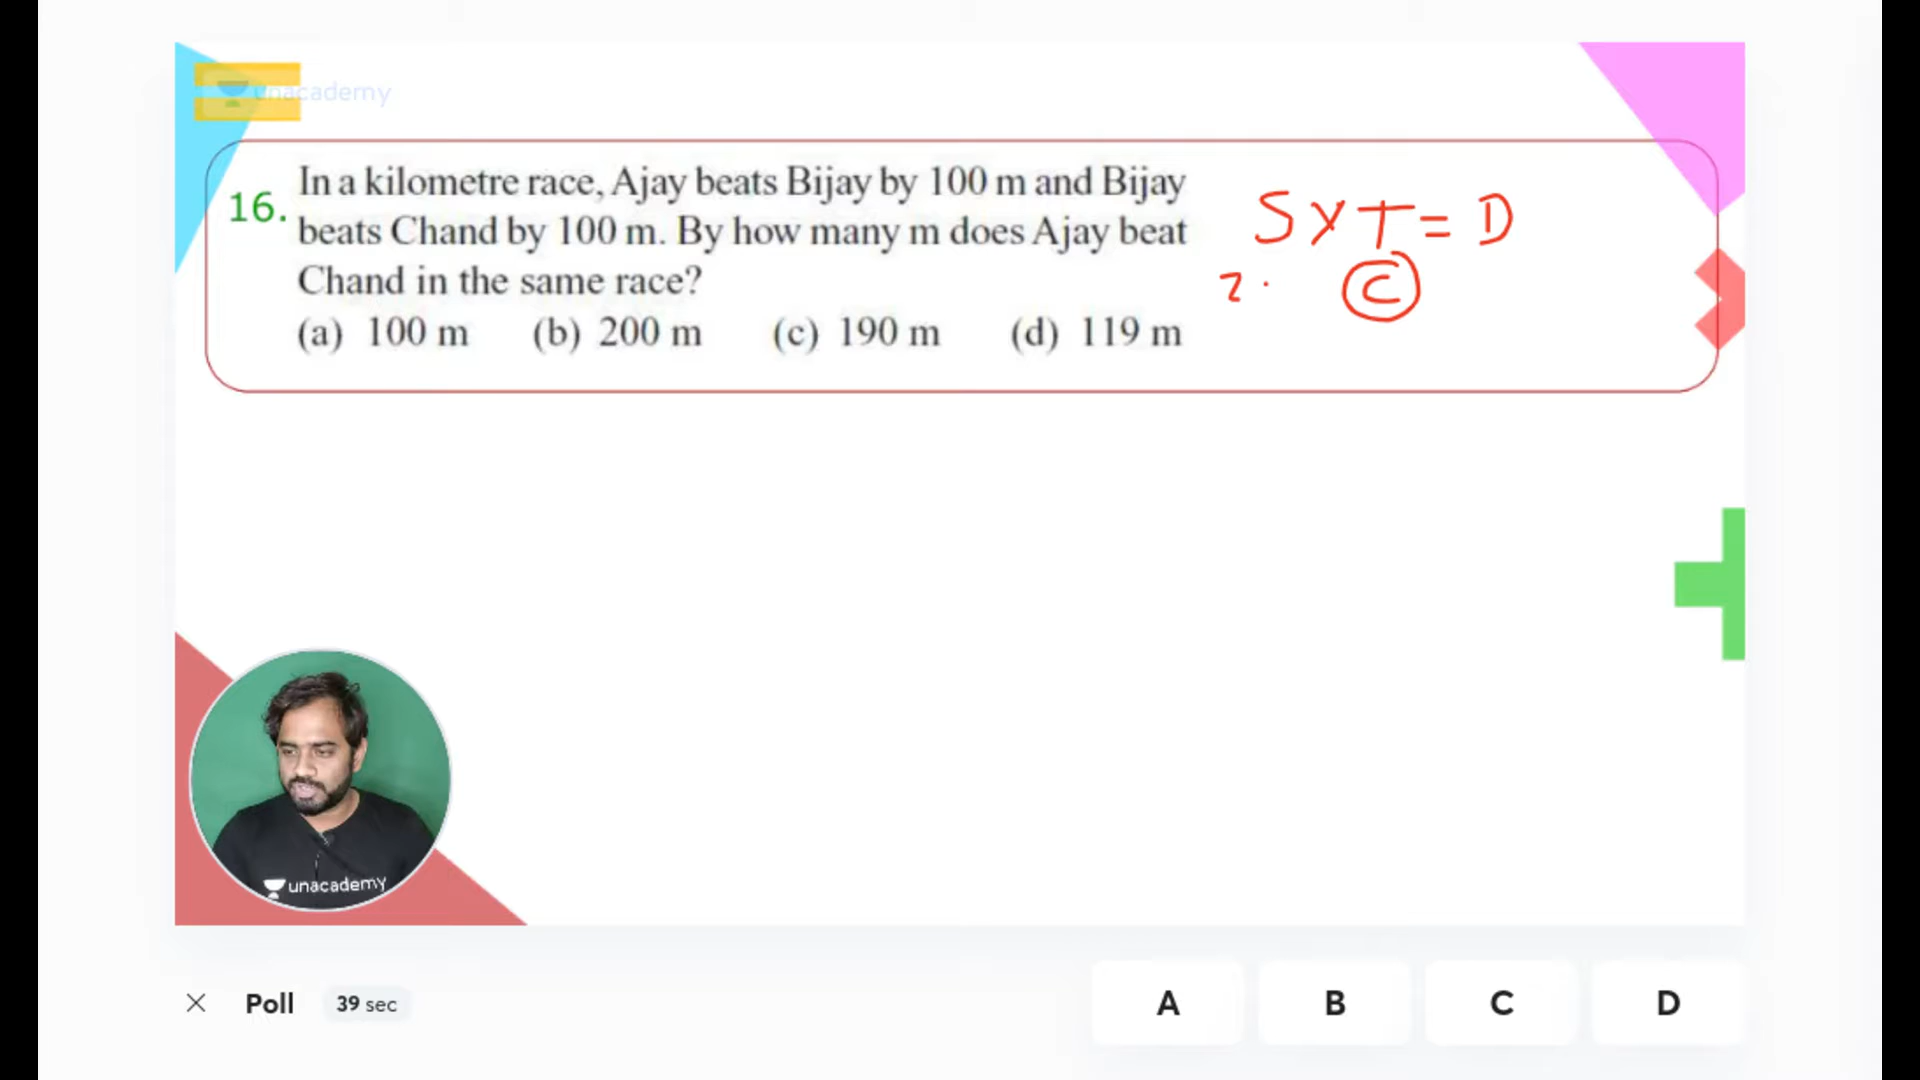 unacademy
16. In a kilometre race, Ajay beats Bijay by 100 m and Bijay
beats Chand by 100 m. By how many m does Ajay beat
Chand in the same race?
(a) 100 m (b) 200 m (c) 190 m (d) 119 m
S X T = D
2. C
unacademy
Poll 39 sec A B C D